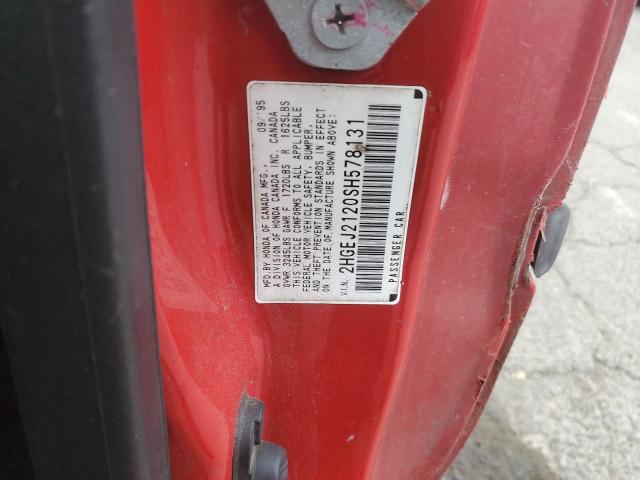 MFD.BY HONDA OF CANADA MFG., 09/'95
A DIVISION OF HONDA CANADA INC. CANADA
GVWR 3245LBS GAWR F 1720LBS R 1625LBS
THIS VEHICLE CONFORMS TO ALL APPLICABLE
FEDERAL MOTOR VEHICLE SAFETY, BUMPER,
AND THEFT PREVENTION STANDARDS IN EFFECT
ON THE DATE OF MANUFACTURE SHOWN ABOVE:
V.I.N. 2HGEJ2120SH578131
PASSENGER CAR